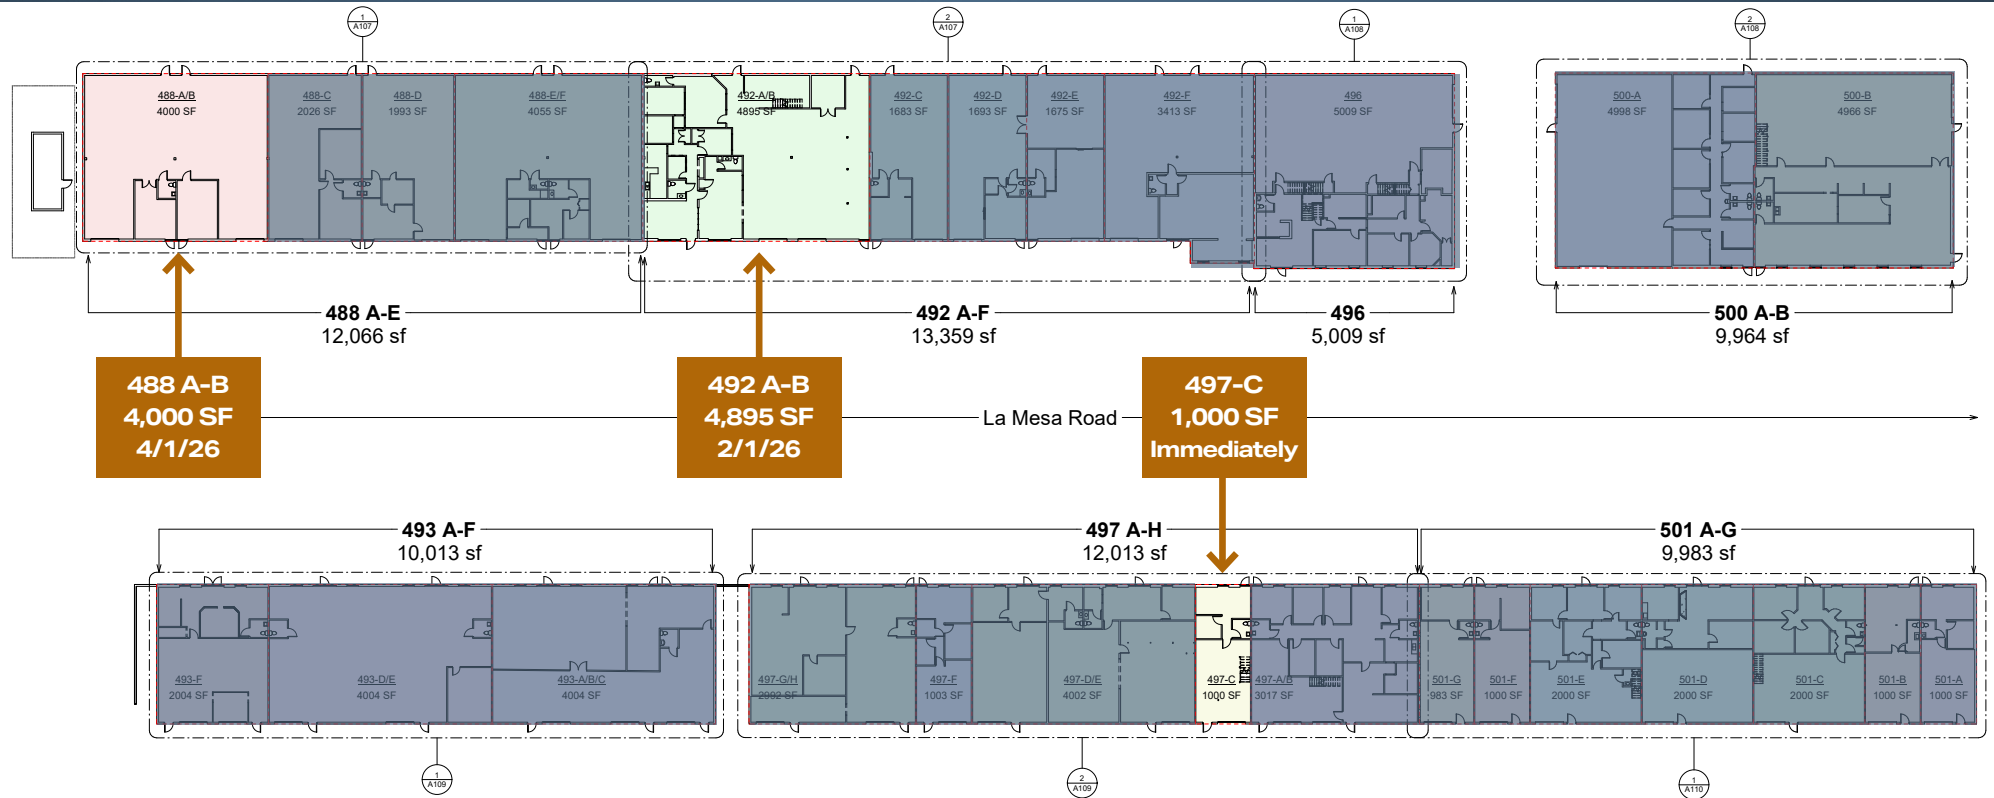 1
A107
2
A107
1
A108
2
A108
488-A/B
4000 SF
488-C
2026 SF
488-D
1993 SF
488-E/F
4055 SF
492-A/B
4895 SF
492-C
1683 SF
492-D
1693 SF
492-E
1675 SF
492-F
3413 SF
496
5009 SF
500-A
4998 SF
500-B
4966 SF
488 A-E
12,066 sf
492 A-F
13,359 sf
496
5,009 sf
500 A-B
9,964 sf
488 A-B
4,000 SF
4/1/26
492 A-B
4,895 SF
2/1/26
497-C
1,000 SF
Immediately
La Mesa Road
493 A-F
10,013 sf
497 A-H
12,013 sf
501 A-G
9,983 sf
493-F
2004 SF
493-D/E
4004 SF
493-A/B/C
4004 SF
497-G/H
2992 SF
497-F
1003 SF
497-D/E
4002 SF
497-C
1000 SF
497-A/B
3017 SF
501-G
983 SF
501-F
1000 SF
501-E
2000 SF
501-D
2000 SF
501-C
2000 SF
501-B
1000 SF
501-A
1000 SF
1
A109
2
A109
1
A110